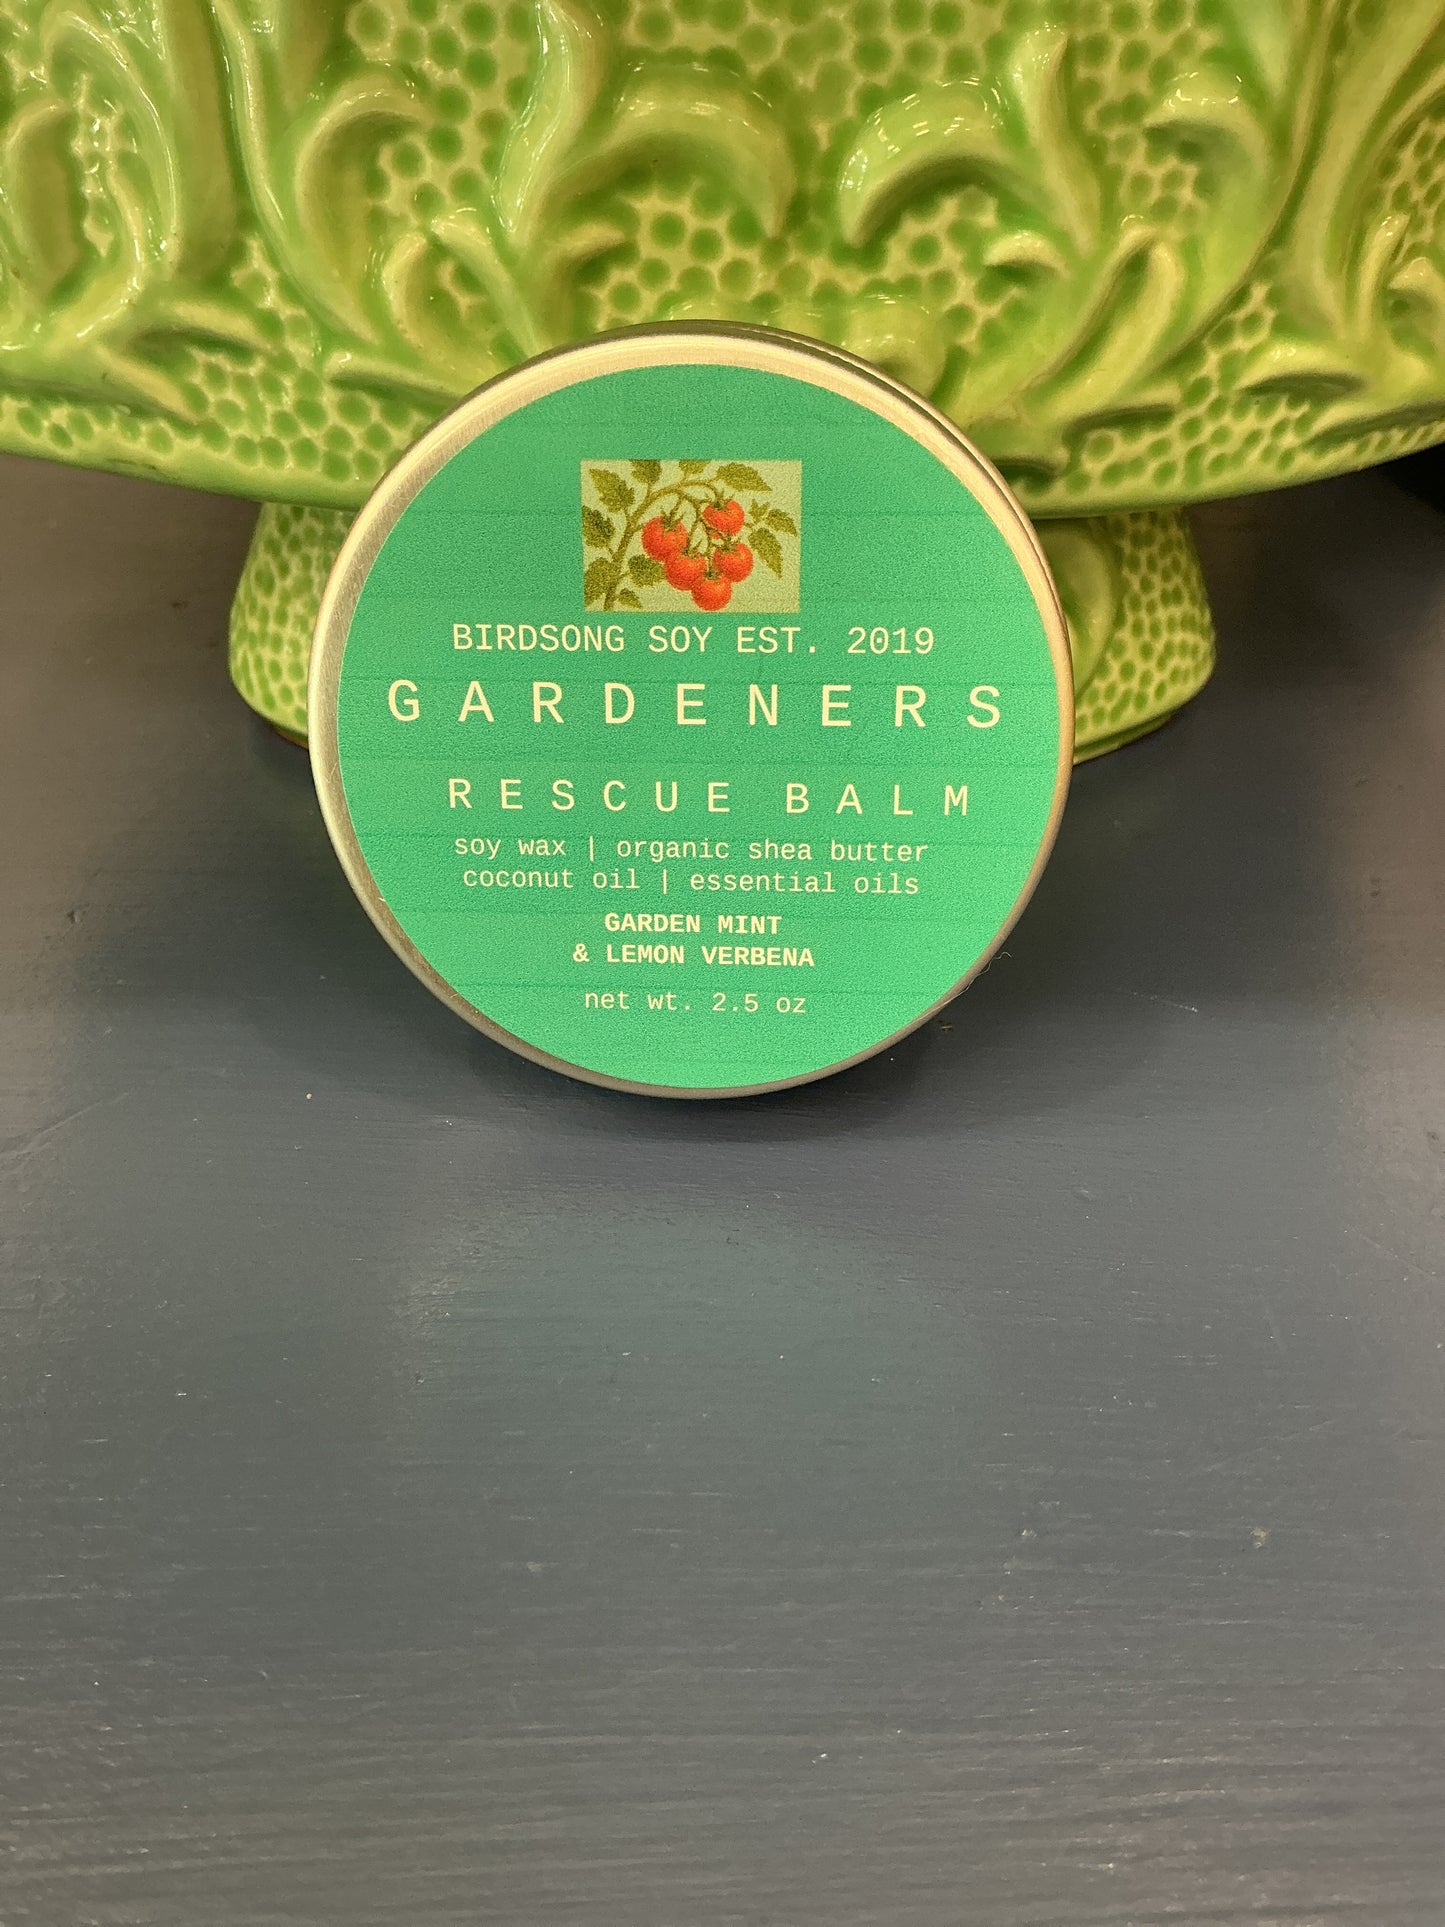 BIRDSONG SOY EST. 2019
GARDENERS
RESCUE BALM
soy wax | organic shea butter
coconut oil | essential oils
GARDEN MINT
& LEMON VERBENA
net wt. 2.5 oz